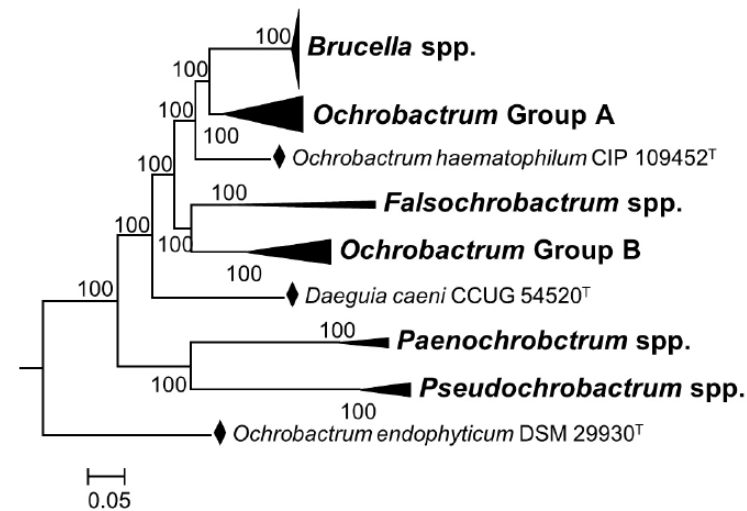 100 Brucella spp.
100
100 Ochrobactrum Group A
100
100 Ochrobactrum haematophilum CIP 109452ᵀ
100 Falsochrobactrum spp.
100
100 Ochrobactrum Group B
100
100 Daeguia caeni CCUG 54520ᵀ
100
100 Paenochrobctrum spp.
100 Pseudochrobactrum spp.
100
Ochrobactrum endophyticum DSM 29930ᵀ
0.05